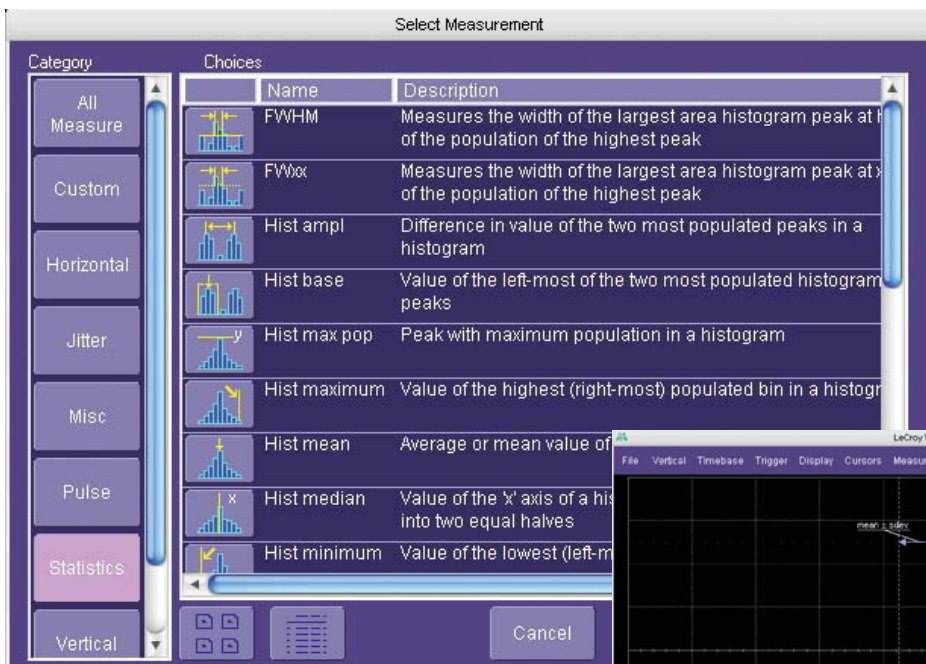 Select Measurement
Category
Choices
All
Measure
Custom
Horizontal
Jitter
Misc
Pulse
Statistics
Vertical
Name Description
FWHM Measures the width of the largest area histogram peak at
of the population of the highest peak
FWxx Measures the width of the largest area histogram peak at
of the population of the highest peak
Hist ampl Difference in value of the two most populated peaks in a
histogram
Hist base Value of the left-most of the two most populated histogram
peaks
y
Hist max pop Peak with maximum population in a histogram
Hist maximum Value of the highest (right-most) populated bin in a histogr
Hist mean Average or mean value of
x
Hist median Value of the 'x' axis of a his
into two equal halves
Hist minimum Value of the lowest (left-m
Cancel
LeCroy
File Vertical Timebase Trigger Display Cursors Measur
mean ± sdev